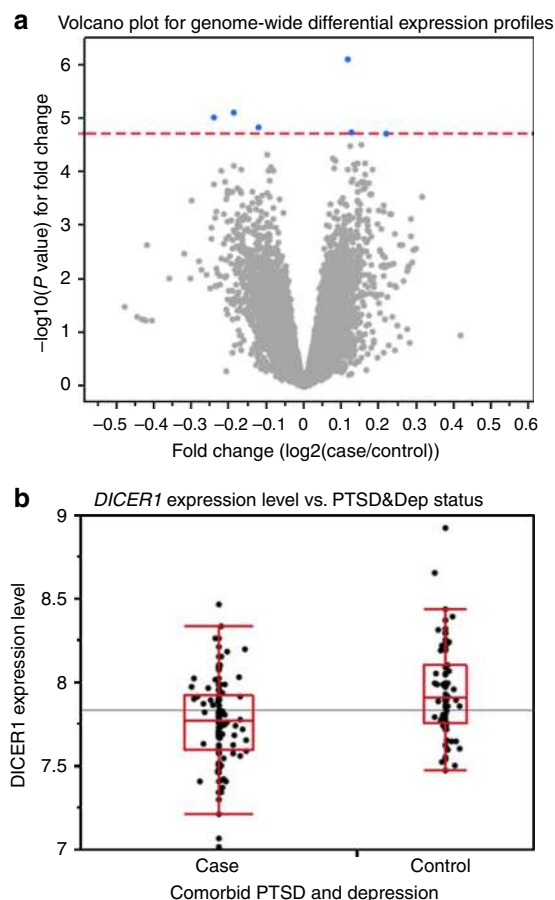 a
Volcano plot for genome-wide differential expression profiles
−log10(P value) for fold change
6
5
4
3
2
1
0
−0.5 −0.4 −0.3 −0.2 −0.1 0 0.1 0.2 0.3 0.4 0.5 0.6
Fold change (log2(case/control))
b
DICER1 expression level vs. PTSD&Dep status
DICER1 expression level
9
8.5
8
7.5
7
Case Control
Comorbid PTSD and depression